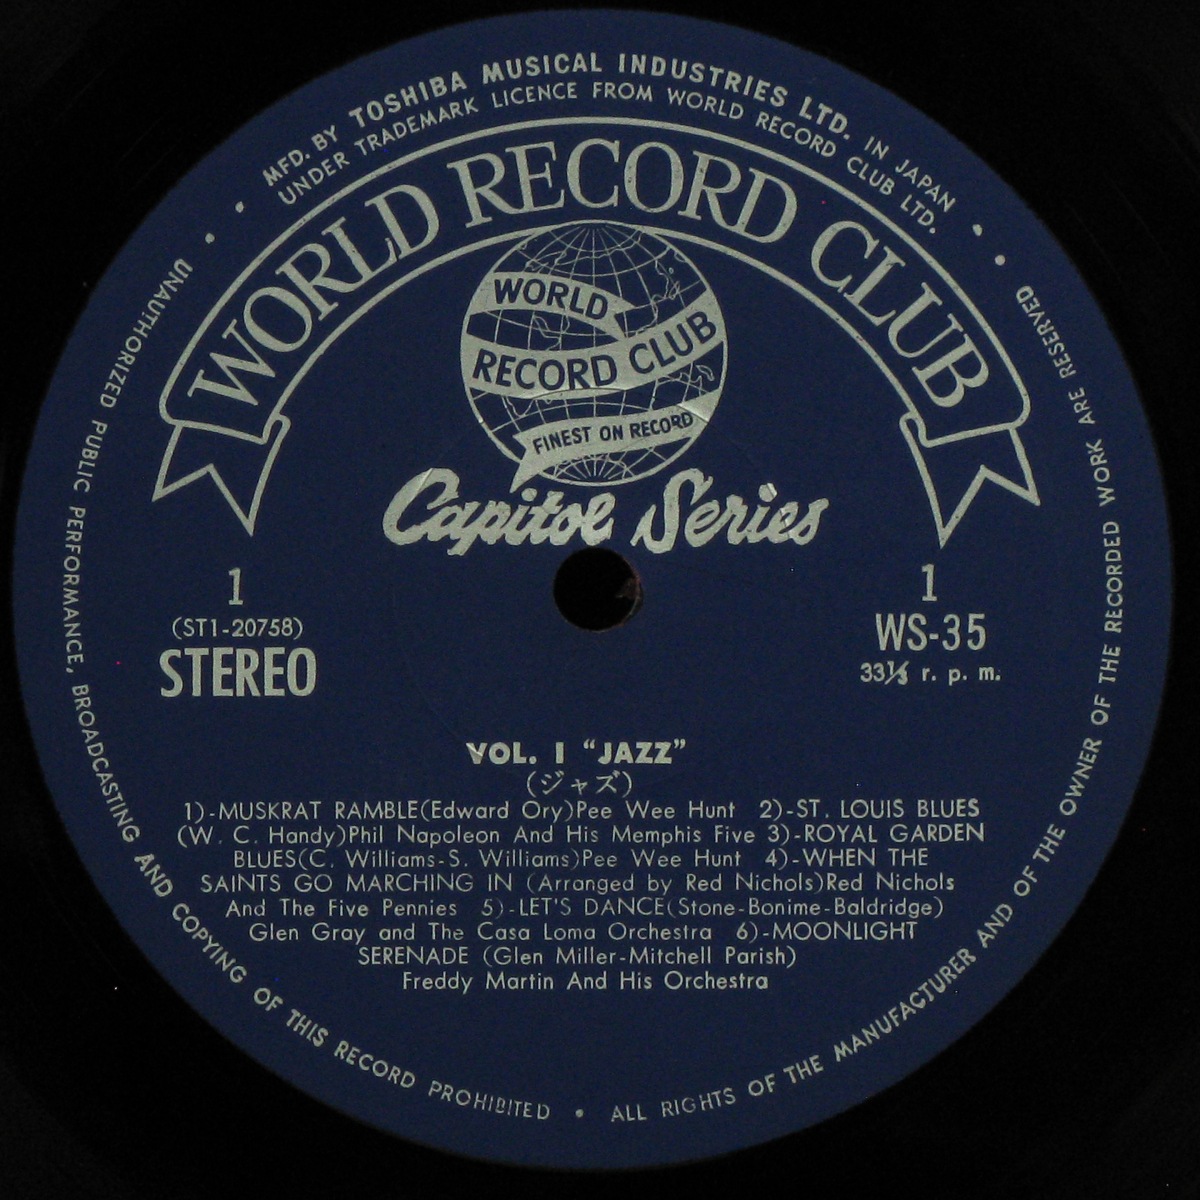 MFD. BY TOSHIBA MUSICAL INDUSTRIES LTD. IN JAPAN
UNDER TRADEMARK LICENCE FROM WORLD RECORD CLUB LTD.
WORLD RECORD CLUB
WORLD
RECORD CLUB
FINEST ON RECORD
Capitol Series
1
(ST1-20758)
STEREO
1
WS-35
33⅓ r. p. m.
VOL. I “JAZZ”
(ジャズ)
1)-MUSKRAT RAMBLE(Edward Ory)Pee Wee Hunt 2)-ST. LOUIS BLUES
(W. C. Handy)Phil Napoleon And His Memphis Five 3)-ROYAL GARDEN
BLUES(C. Williams-S. Williams)Pee Wee Hunt 4)-WHEN THE
SAINTS GO MARCHING IN (Arranged by Red Nichols)Red Nichols
And The Five Pennies 5)-LET'S DANCE(Stone-Bonime-Baldridge)
Glen Gray and The Casa Loma Orchestra 6)-MOONLIGHT
SERENADE (Glen Miller-Mitchell Parish)
Freddy Martin And His Orchestra
UNAUTHORIZED PUBLIC PERFORMANCE, BROADCASTING AND COPYING OF THIS RECORD PROHIBITED • ALL RIGHTS OF THE MANUFACTURER AND OF THE OWNER OF THE RECORDED WORK ARE RESERVED